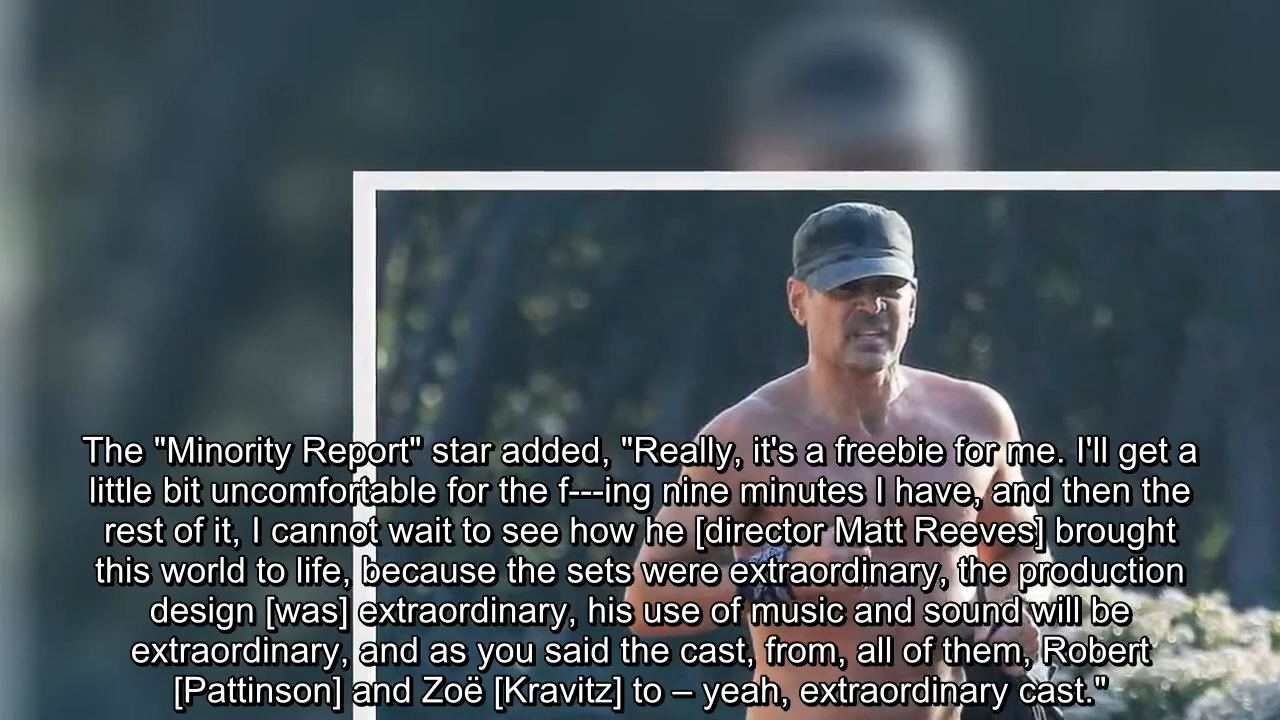 The "Minority Report" star added, "Really, it's a freebie for me. I'll get a
little bit uncomfortable for the f---ing nine minutes I have, and then the
rest of it, I cannot wait to see how he [director Matt Reeves] brought
this world to life, because the sets were extraordinary, the production
design [was] extraordinary, his use of music and sound will be
extraordinary, and as you said the cast, from, all of them, Robert
[Pattinson] and Zoë [Kravitz] to – yeah, extraordinary cast."